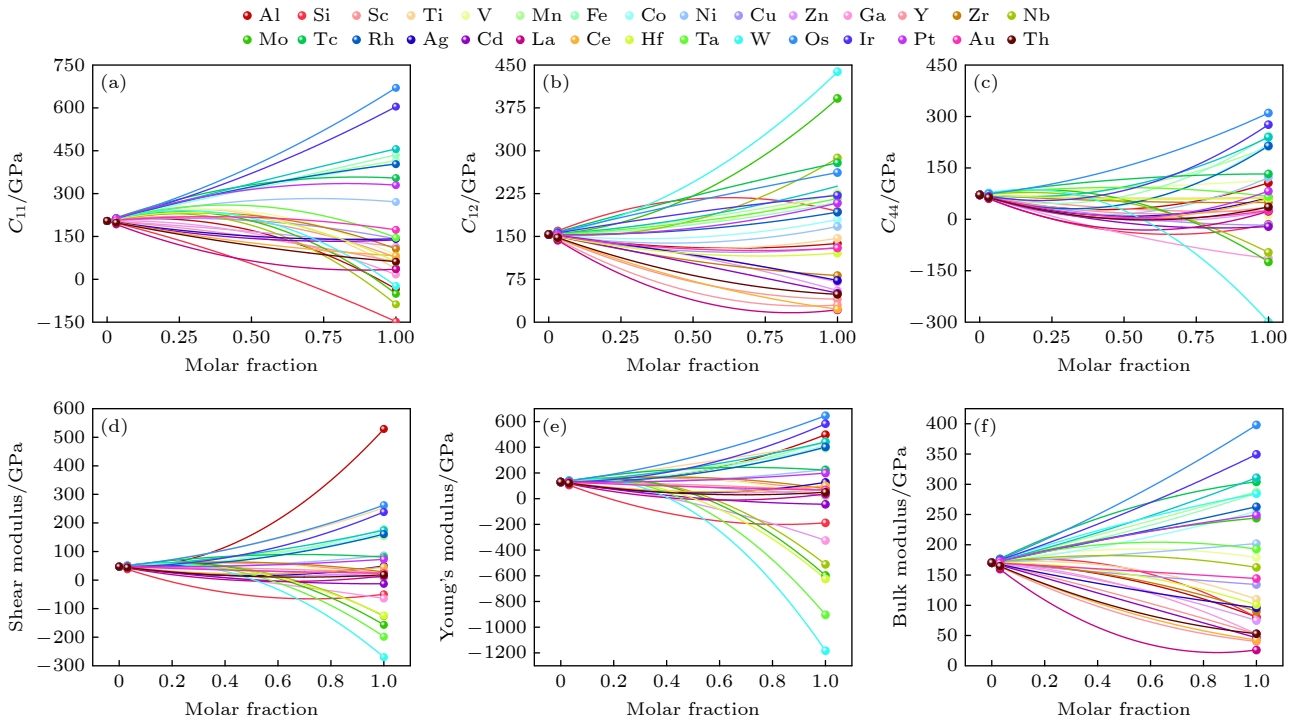 Al Si Sc Ti V Mn Fe Co Ni Cu Zn Ga Y Zr Nb
Mo Tc Rh Ag Cd La Ce Hf Ta W Os Ir Pt Au Th
(a)
750
600
450
300
150
0
−150
C11/GPa
0 0.25 0.50 0.75 1.00
Molar fraction
(b)
450
375
300
225
150
75
0
C12/GPa
0 0.25 0.50 0.75 1.00
Molar fraction
(c)
450
300
150
0
−150
−300
C44/GPa
0 0.25 0.50 0.75 1.00
Molar fraction
(d)
600
500
400
300
200
100
0
−100
−200
−300
Shear modulus/GPa
0 0.2 0.4 0.6 0.8 1.0
Molar fraction
(e)
600
400
200
0
−200
−400
−600
−800
−1000
−1200
Young's modulus/GPa
0 0.2 0.4 0.6 0.8 1.0
Molar fraction
(f)
400
350
300
250
200
150
100
50
0
Bulk modulus/GPa
0 0.2 0.4 0.6 0.8 1.0
Molar fraction